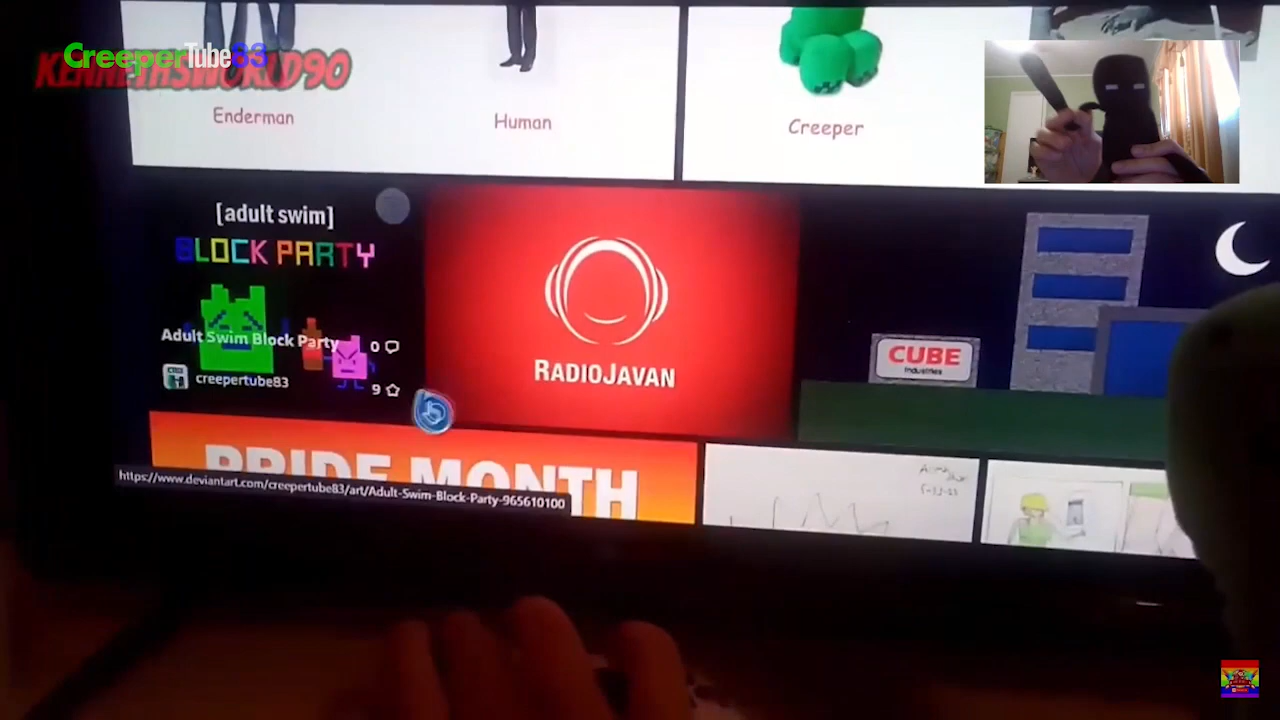 CreeperTube83
KENNETHSWORLD90
Enderman
Human
Creeper
[adult swim]
BLOCK PARTY
Adult Swim Block Party
0
creepertube83
9
RADIOJAVAN
CUBE
Industries
PRIDE MONTH
https://www.deviantart.com/creepertube83/art/Adult-Swim-Block-Party-965610100